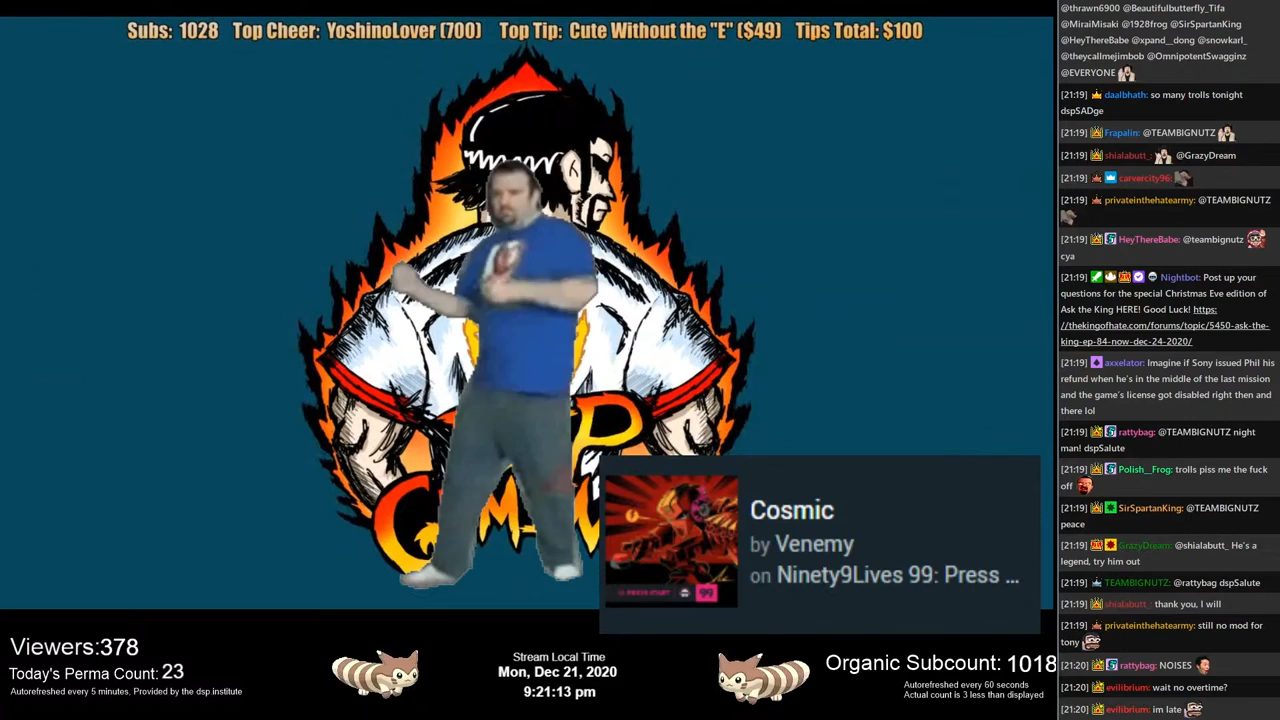 Subs: 1028 Top Cheer: YoshinoLover (700) Top Tip: Cute Without the "E" ($49) Tips Total: $100
Cosmic
by Venemy
on Ninety9Lives 99: Press ...
PRESS START
99
Viewers:378
Today's Perma Count: 23
Autorefreshed every 5 minutes, Provided by the dsp.institute
Stream Local Time
Mon, Dec 21, 2020
9:21:13 pm
Organic Subcount: 1018
Autorefreshed every 60 seconds
Actual count is 3 less than displayed
@thrawn6900 @Beautifulbutterfly_Tifa
@MiraiMisaki @1928frog @SirSpartanKing
@HeyThereBabe @xpand__dong @snowkarl_
@theycallmejimbob @OmnipotentSwagginz
@EVERYONE
[21:19] daalbhath: so many trolls tonight
dspSADge
[21:19] Frapalin: @TEAMBIGNUTZ
[21:19] shialabutt_: @GrazyDream
[21:19] carvercity96:
[21:19] privateinthehatearmy: @TEAMBIGNUTZ
[21:19] HeyThereBabe: @teambignutz
cya
[21:19] Nightbot: Post up your
questions for the special Christmas Eve edition of
Ask the King HERE! Good Luck! https:
//thekingofhate.com/forums/topic/5450-ask-the-
king-ep-84-now-dec-24-2020/
[21:19] axxelator: Imagine if Sony issued Phil his
refund when he's in the middle of the last mission
and the game's license got disabled right then and
there lol
[21:19] rattybag: @TEAMBIGNUTZ night
man! dspSalute
[21:19] Polish__Frog: trolls piss me the fuck
off
[21:19] SirSpartanKing: @TEAMBIGNUTZ
peace
[21:19] GrazyDream: @shialabutt_ He's a
legend, try him out
[21:19] TEAMBIGNUTZ: @rattybag dspSalute
[21:19] shialabutt_: thank you, I will
[21:19] privateinthehatearmy: still no mod for
tony
[21:20] rattybag: NOISES
[21:20] evilibrium: wait no overtime?
[21:20] evilibrium: im late